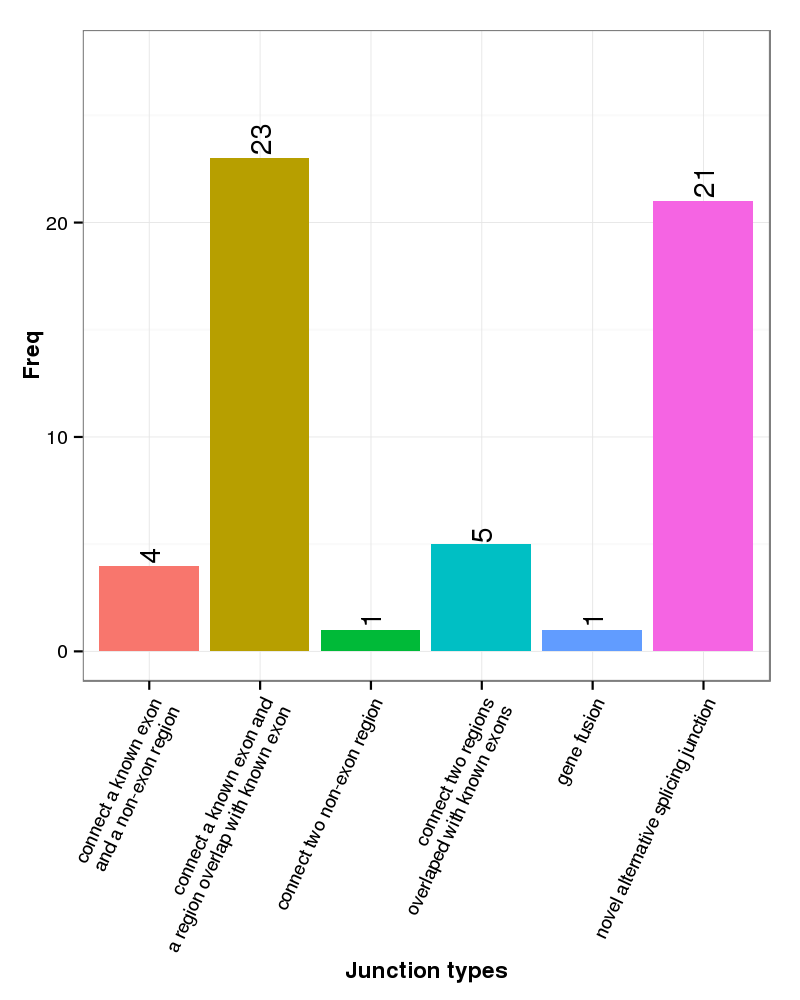 23
21
20
Freq
10
5
4
1
1
0
connect a known exon
and a non-exon region
connect a known exon and
a region overlap with known exon
connect two non-exon region
connect two regions
overlaped with known exons
gene fusion
novel alternative splicing junction
Junction types